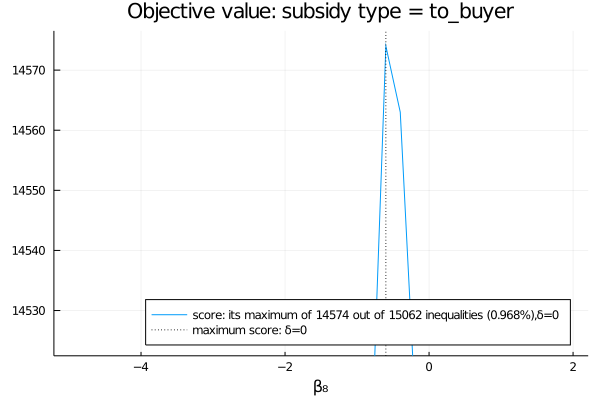 Objective value: subsidy type = to_buyer
14570
14560
14550
14540
14530
score: its maximum of 14574 out of 15062 inequalities (0.968%),δ=0
maximum score: δ=0
−4
−2
0
2
β₈